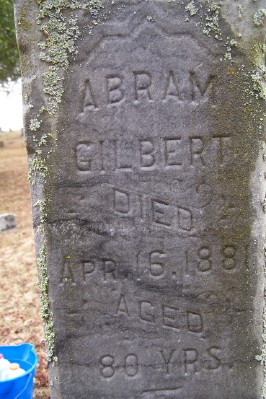 ABRAM
GILBERT
DIED
APR. 16. 1881
AGED
80 YRS.